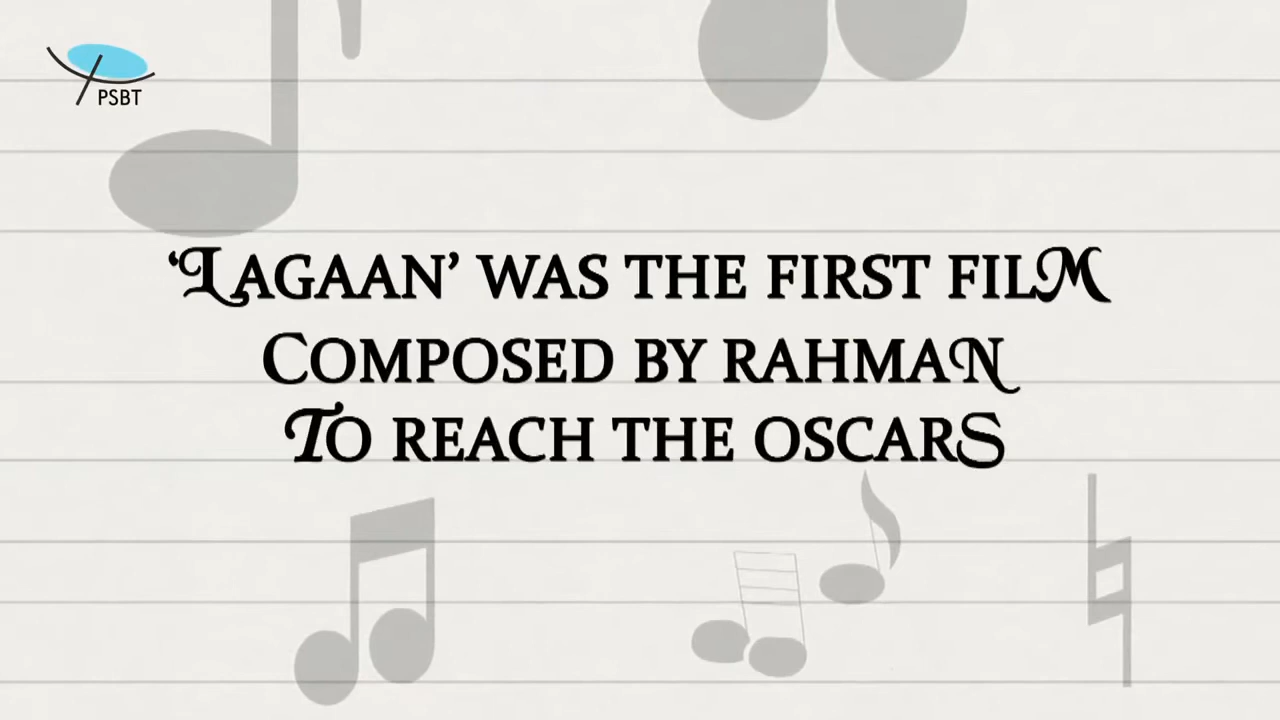 PSBT
‘LAGAAN’ WAS THE FIRST FILM
COMPOSED BY RAHMAN
TO REACH THE OSCARS